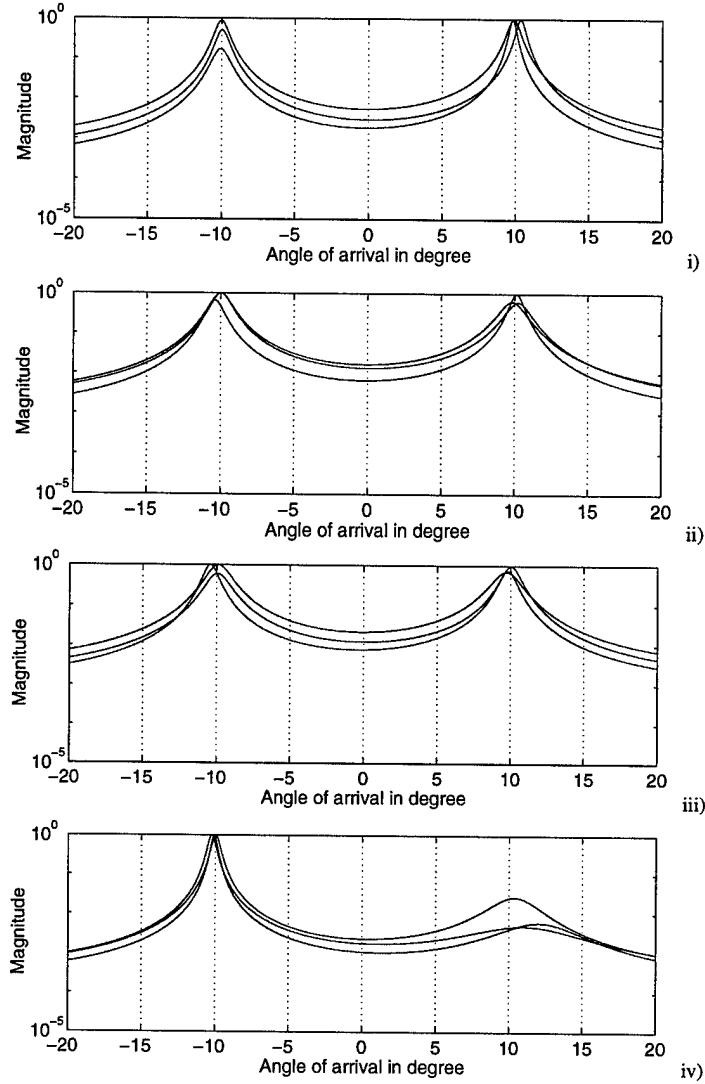 10^0
Magnitude
10^-5
−20 −15 −10 −5 0 5 10 15 20
Angle of arrival in degree
i)
10^0
Magnitude
10^-5
−20 −15 −10 −5 0 5 10 15 20
Angle of arrival in degree
ii)
10^0
Magnitude
10^-5
−20 −15 −10 −5 0 5 10 15 20
Angle of arrival in degree
iii)
10^0
Magnitude
10^-5
−20 −15 −10 −5 0 5 10 15 20
Angle of arrival in degree
iv)